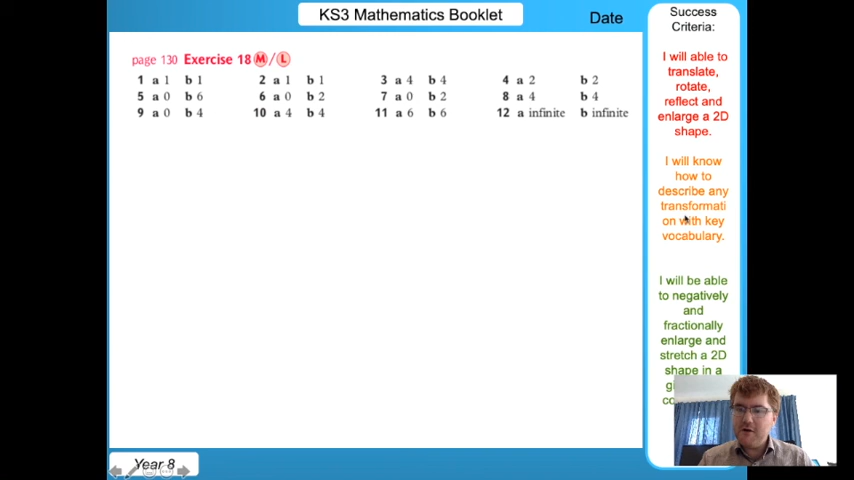 KS3 Mathematics Booklet
Date
Success
Criteria:
page 130 Exercise 18 M / L
1 a 1 b 1 2 a 1 b 1 3 a 4 b 4 4 a 2 b 2
5 a 0 b 6 6 a 0 b 2 7 a 0 b 2 8 a 4 b 4
9 a 0 b 4 10 a 4 b 4 11 a 6 b 6 12 a infinite b infinite
I will able to
translate,
rotate,
reflect and
enlarge a 2D
shape.
I will know
how to
describe any
transformati
on with key
vocabulary.
I will be able
to negatively
and
fractionally
enlarge and
stretch a 2D
shape in a
Year 8